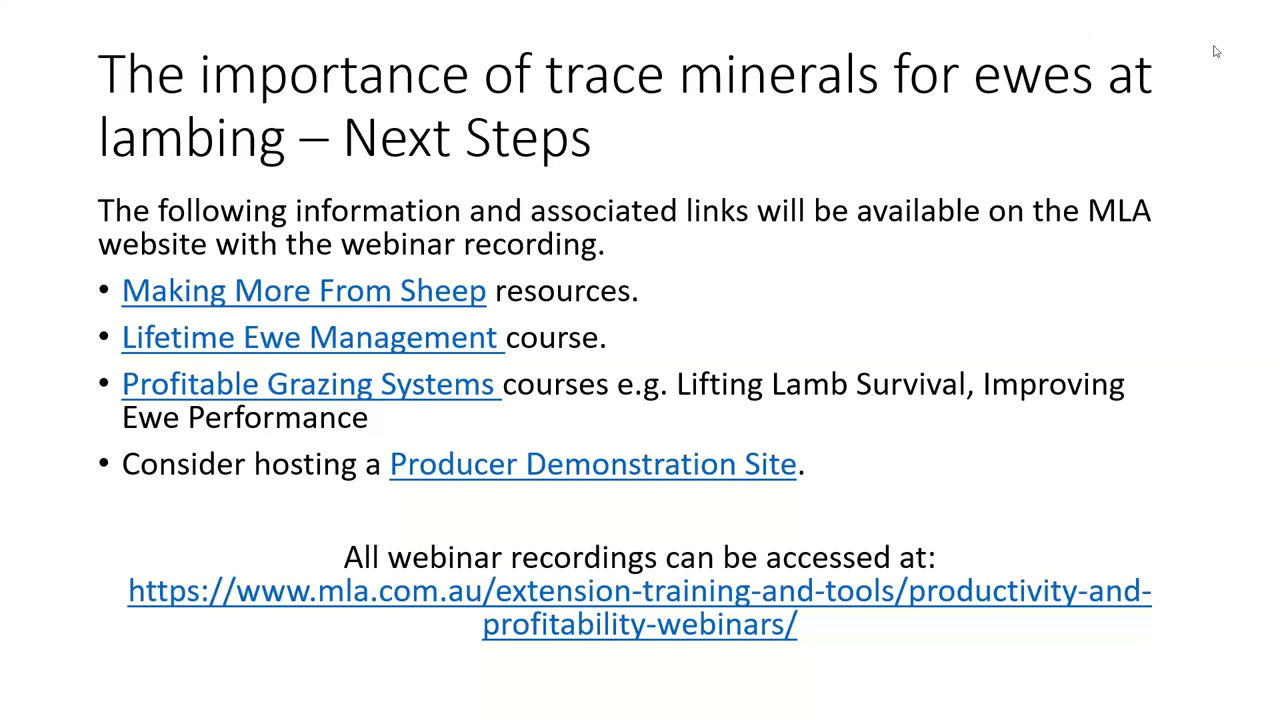 The importance of trace minerals for ewes at
lambing – Next Steps
The following information and associated links will be available on the MLA
website with the webinar recording.
• Making More From Sheep resources.
• Lifetime Ewe Management course.
• Profitable Grazing Systems courses e.g. Lifting Lamb Survival, Improving
Ewe Performance
• Consider hosting a Producer Demonstration Site.
All webinar recordings can be accessed at:
https://www.mla.com.au/extension-training-and-tools/productivity-and-
profitability-webinars/